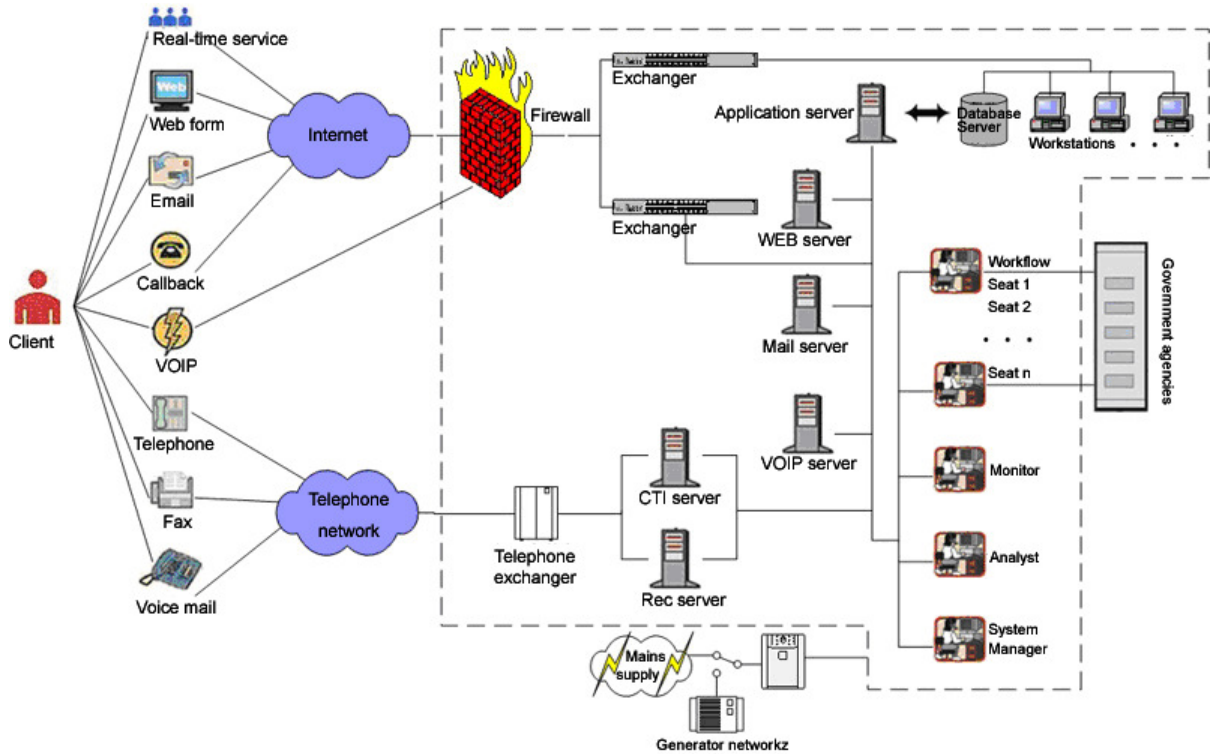 Real-time service
Web
Web form
Email
Callback
Client
VOIP
Telephone
Fax
Voice mail
Internet
Telephone
network
Firewall
Exchanger
Exchanger
Application server
Database
Server
Workstations . . .
WEB server
Mail server
VOIP server
CTI server
Rec server
Telephone
exchanger
Workflow
Seat 1
Seat 2
. . .
Seat n
Monitor
Analyst
System
Manager
Government agencies
Mains
supply
Generator networkz